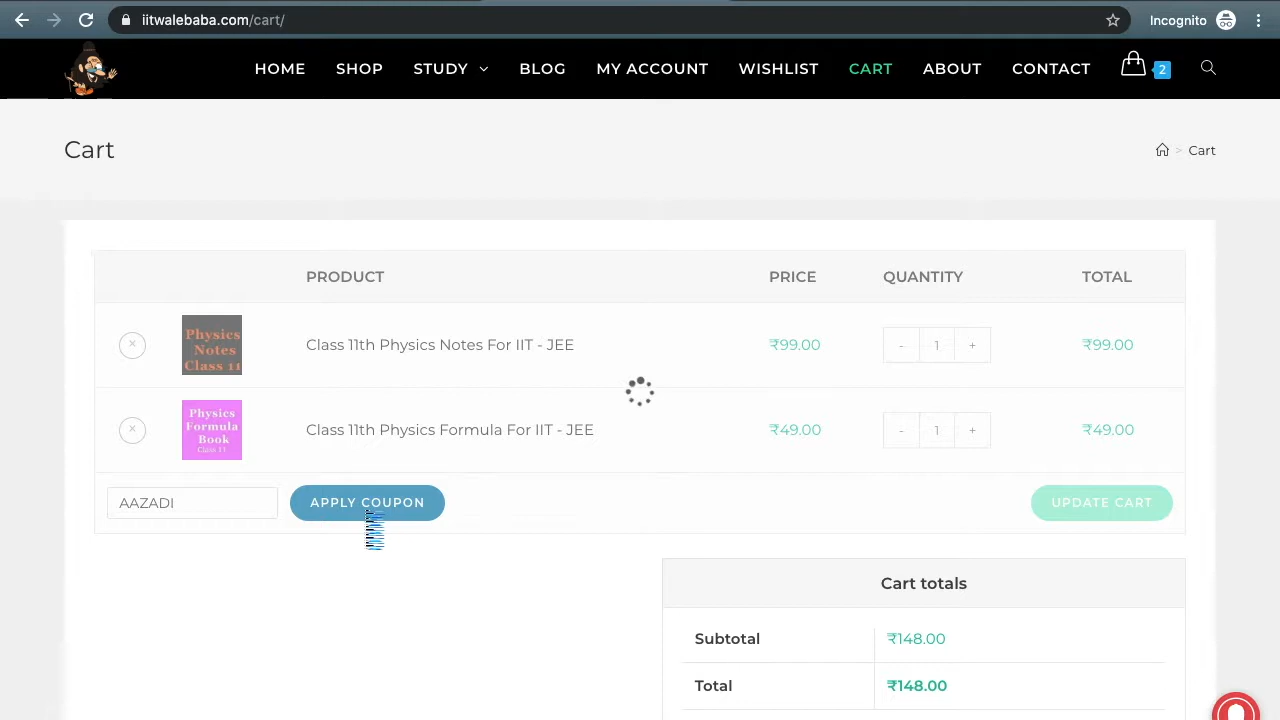 iitwalebaba.com/cart/
Incognito
HOME SHOP STUDY BLOG MY ACCOUNT WISHLIST CART ABOUT CONTACT 2
Cart
> Cart
PRODUCT PRICE QUANTITY TOTAL
Physics
Notes
Class 11
Class 11th Physics Notes For IIT - JEE ₹99.00 - 1 + ₹99.00
Physics
Formula
Book
Class 11
Class 11th Physics Formula For IIT - JEE ₹49.00 - 1 + ₹49.00
AAZADI APPLY COUPON UPDATE CART
Cart totals
Subtotal ₹148.00
Total ₹148.00